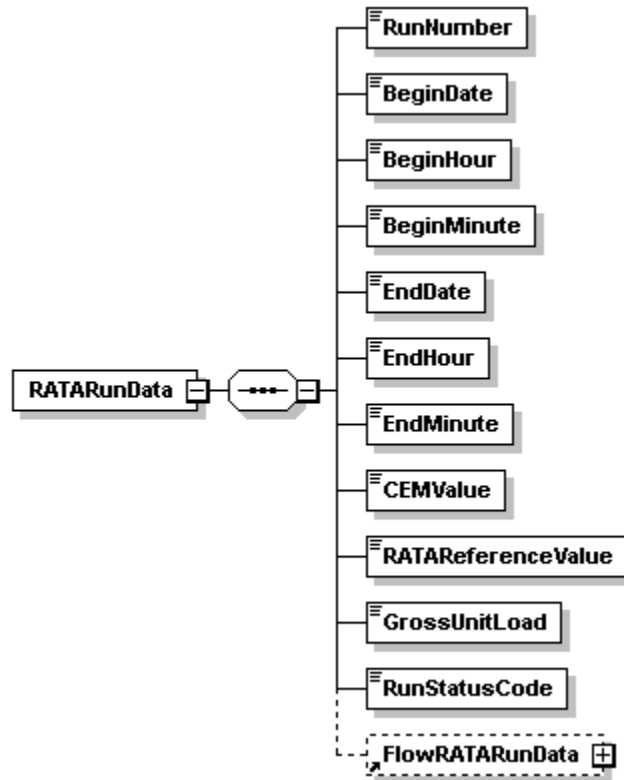 RunNumber
BeginDate
BeginHour
BeginMinute
EndDate
EndHour
RATARunData
EndMinute
CEMValue
RATAReferenceValue
GrossUnitLoad
RunStatusCode
FlowRATARunData